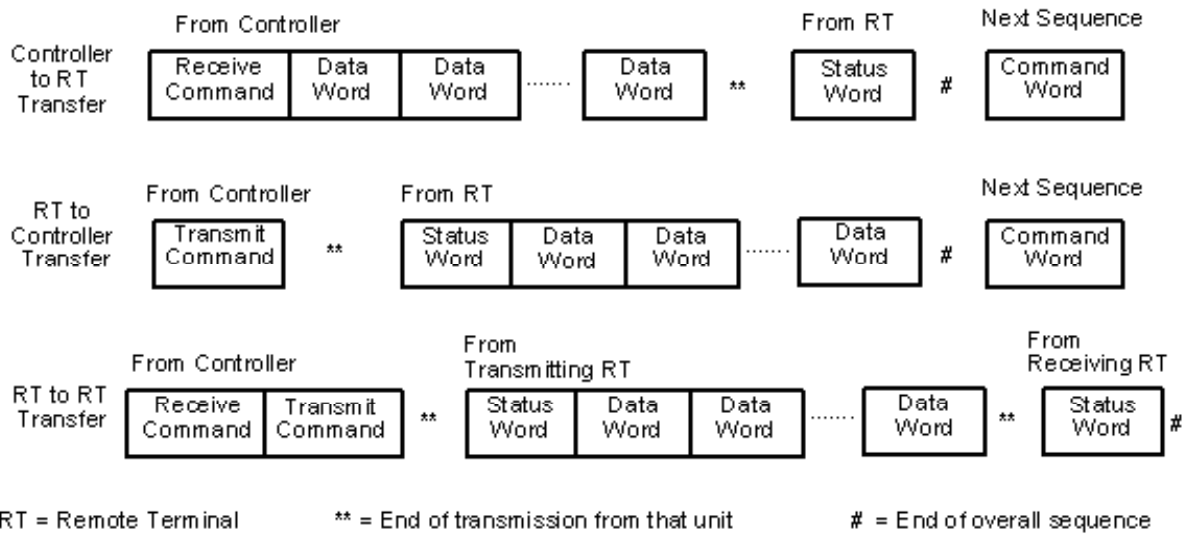 From Controller
From RT
Next Sequence
Controller
to RT
Transfer
Receive
Command
Data
Word
Data
Word
.......
Data
Word
**
Status
Word
#
Command
Word
From Controller
From RT
Next Sequence
RT to
Controller
Transfer
Transmit
Command
**
Status
Word
Data
Word
Data
Word
.......
Data
Word
#
Command
Word
From Controller
From
Transmitting RT
From
Receiving RT
RT to RT
Transfer
Receive
Command
Transmit
Command
**
Status
Word
Data
Word
Data
Word
.......
Data
Word
**
Status
Word
#
RT = Remote Terminal
** = End of transmission from that unit
# = End of overall sequence